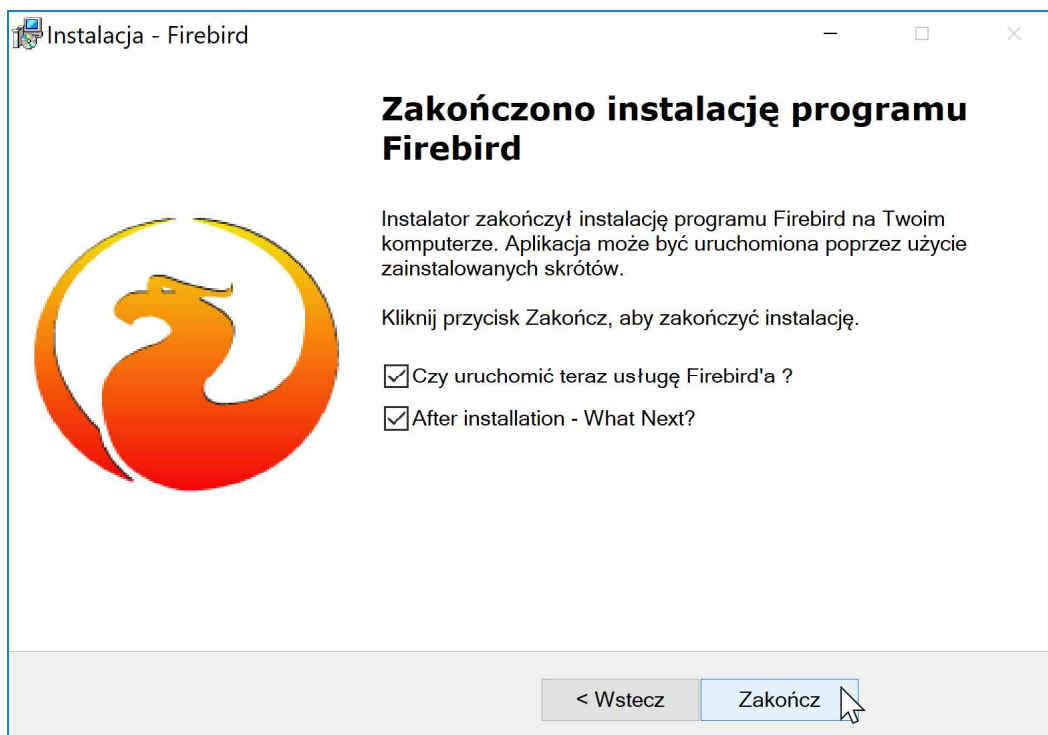 Instalacja - Firebird
Zakończono instalację programu
Firebird
Instalator zakończył instalację programu Firebird na Twoim
komputerze. Aplikacja może być uruchomiona poprzez użycie
zainstalowanych skrótów.
Kliknij przycisk Zakończ, aby zakończyć instalację.
Czy uruchomić teraz usługę Firebird'a ?
After installation - What Next?
< Wstecz
Zakończ